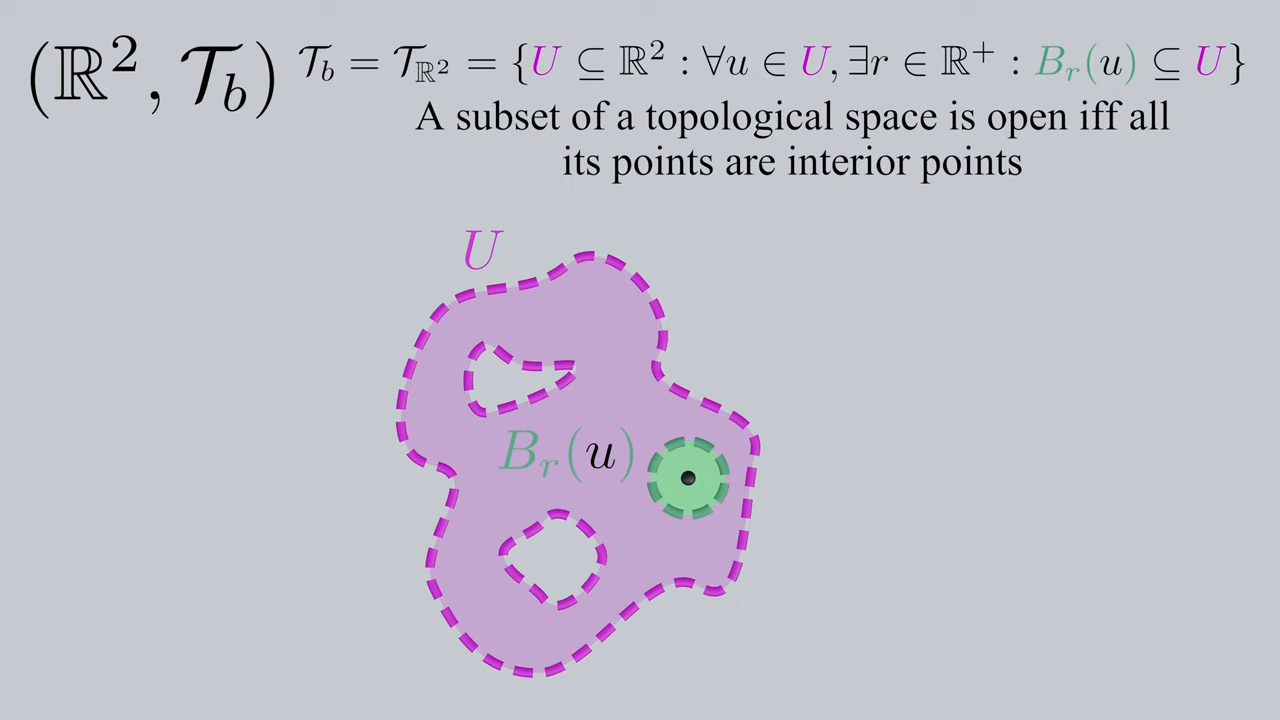 (ℝ², 𝒯_b) 𝒯_b = 𝒯_ℝ² = {U ⊆ ℝ² : ∀u ∈ U, ∃r ∈ ℝ⁺ : B_r(u) ⊆ U}
A subset of a topological space is open iff all
its points are interior points
U
B_r(u)